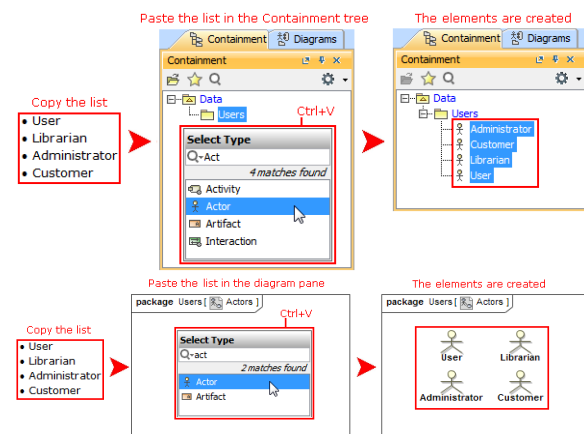 Paste the list in the Containment tree
The elements are created
Containment Diagrams
Containment
Data
Users
Ctrl+V
Copy the list
• User
• Librarian
• Administrator
• Customer
Select Type
Act
4 matches found
Activity
Actor
Artifact
Interaction
Containment Diagrams
Containment
Data
Users
Administrator
Customer
Librarian
User
Paste the list in the diagram pane
The elements are created
package Users [ Actors ]
Ctrl+V
Copy the list
• User
• Librarian
• Administrator
• Customer
Select Type
act
2 matches found
Actor
Artifact
package Users [ Actors ]
User Librarian
Administrator Customer